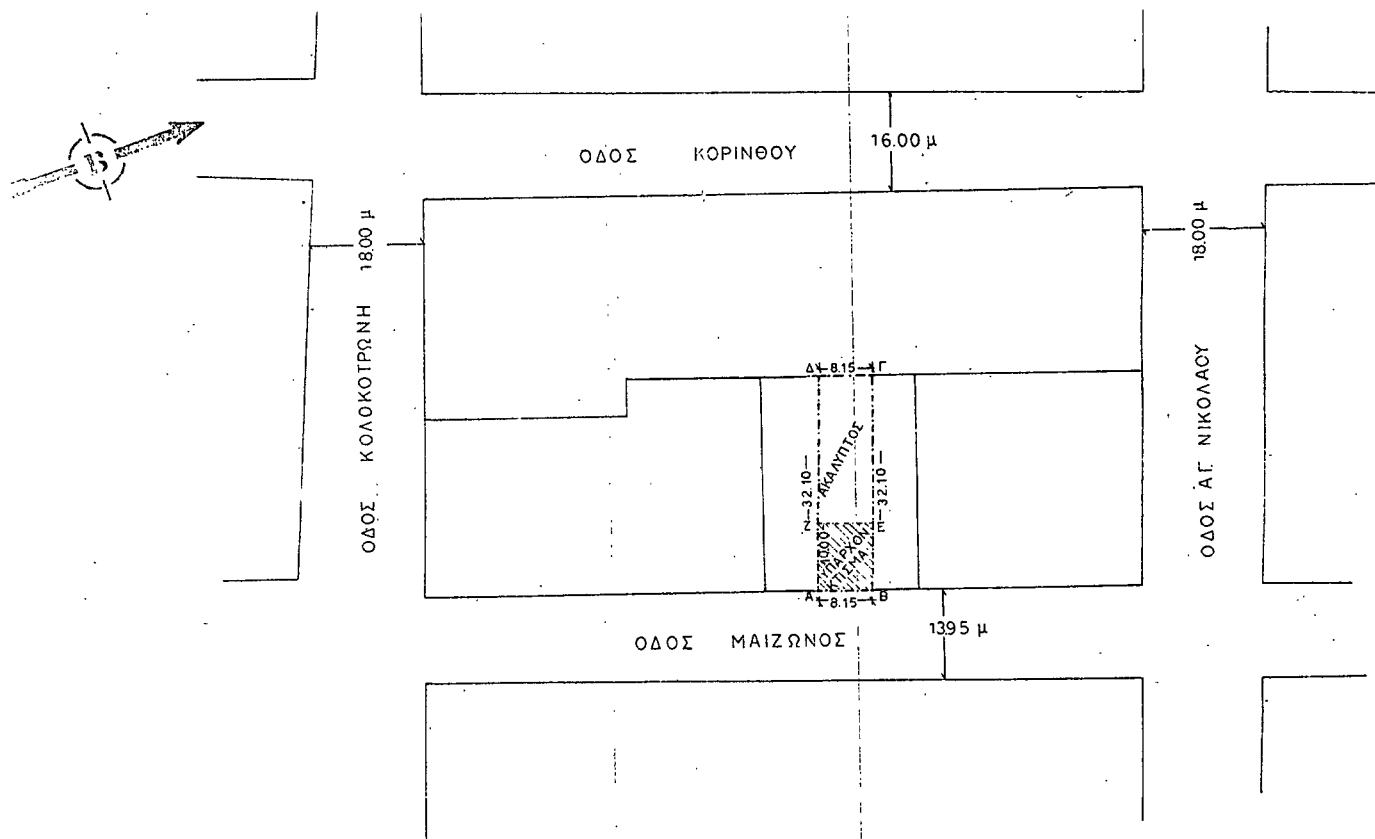 ΟΔΟΣ ΚΟΡΙΝΘΟΥ
16.00 μ
Β
18.00 μ
18.00 μ
ΟΔΟΣ ΚΟΛΟΚΟΤΡΩΝΗ
ΟΔΟΣ ΑΓ. ΝΙΚΟΛΑΟΥ
Δ 8.15 Γ
ΑΚΑΛΥΠΤΟΣ
32.10
32.10
Ζ
Ε
10.00
ΥΠΑΡΧΟΝ
ΚΤΙΣΜΑ
Α 8.15 Β
ΟΔΟΣ ΜΑΙΖΩΝΟΣ
13.95 μ